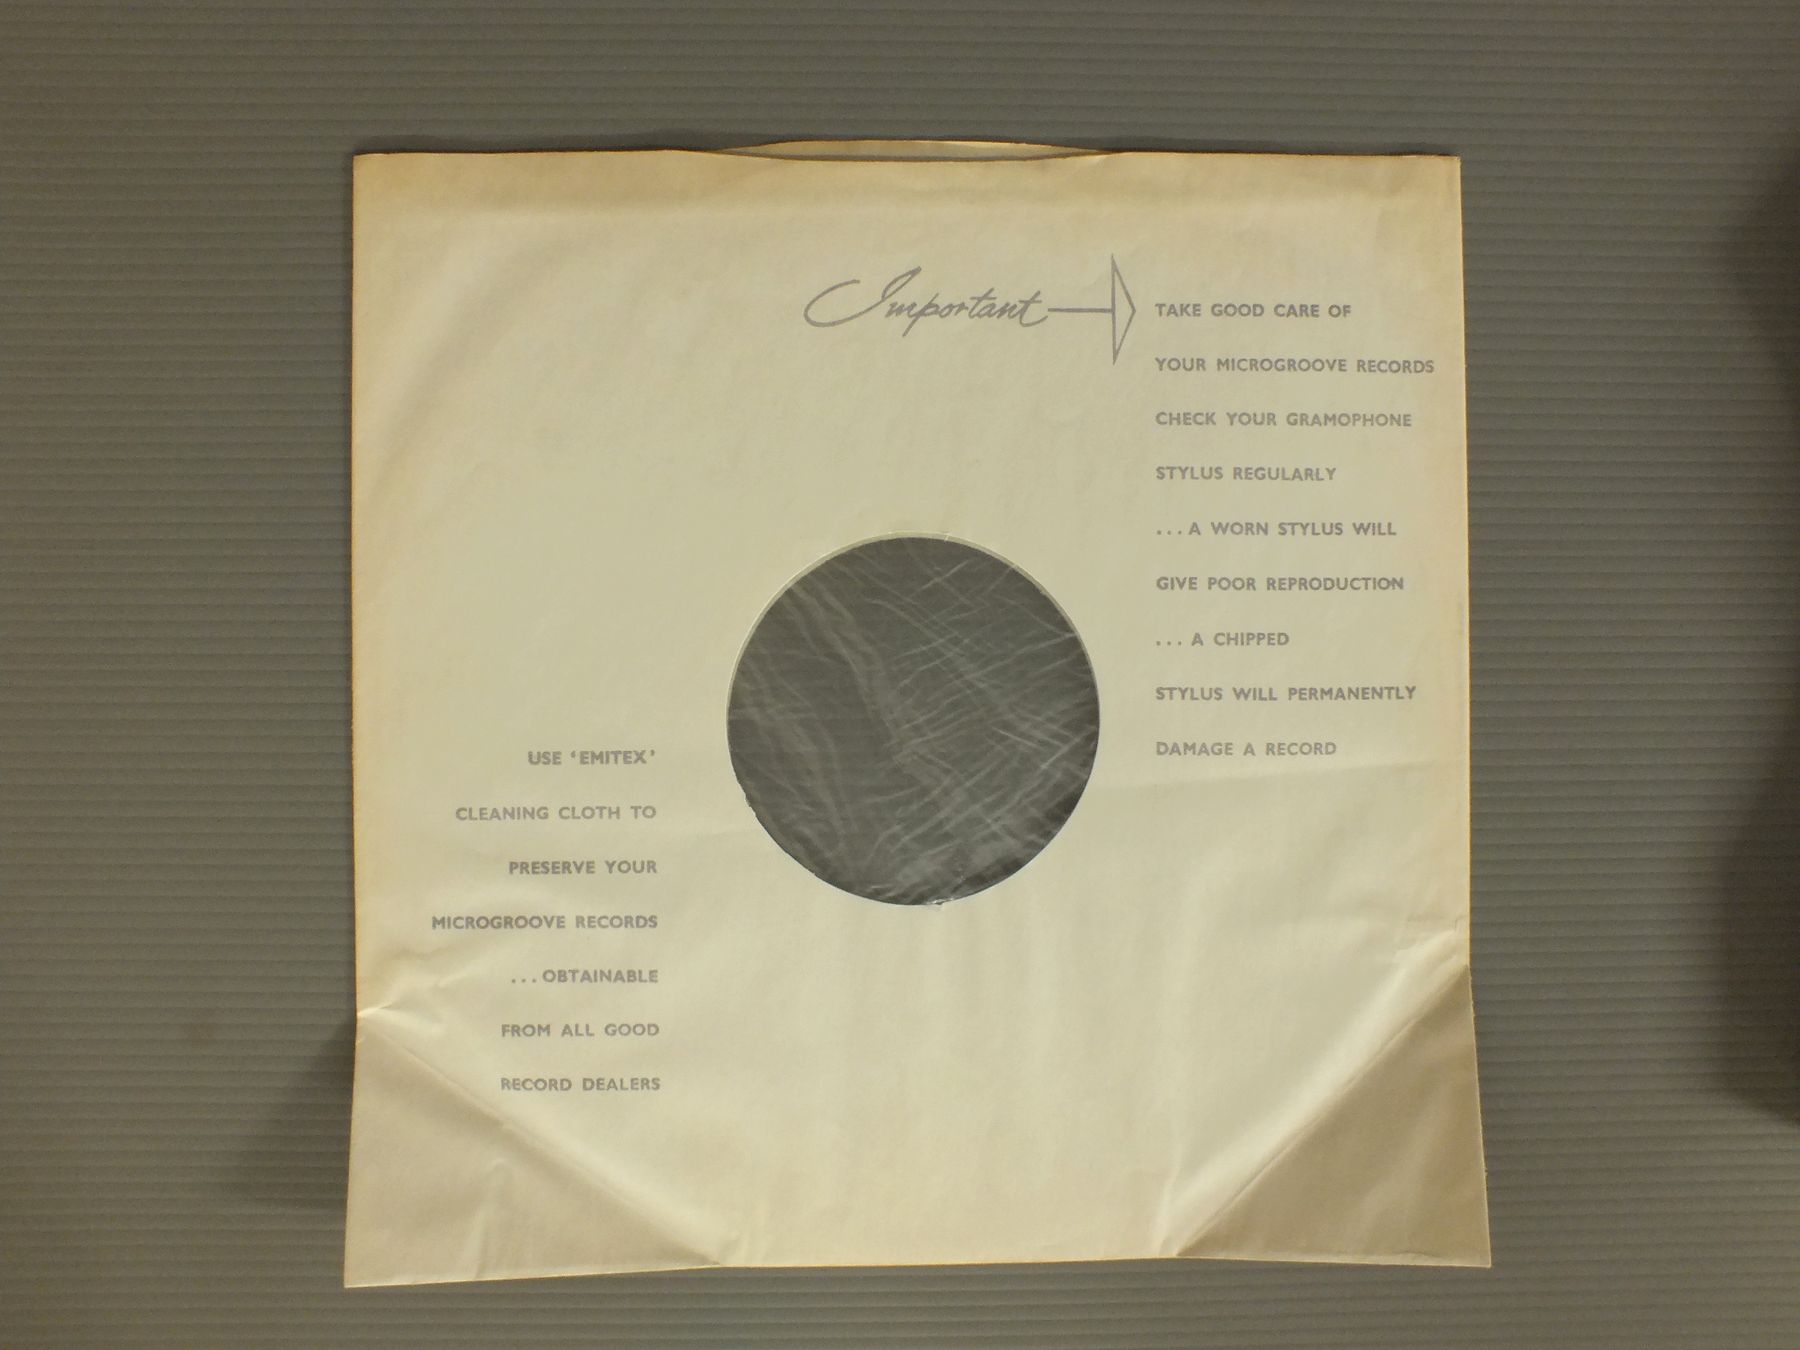 Important
TAKE GOOD CARE OF
YOUR MICROGROOVE RECORDS
CHECK YOUR GRAMOPHONE
STYLUS REGULARLY
...A WORN STYLUS WILL
GIVE POOR REPRODUCTION
...A CHIPPED
STYLUS WILL PERMANENTLY
DAMAGE A RECORD
USE ‘EMITEX’
CLEANING CLOTH TO
PRESERVE YOUR
MICROGROOVE RECORDS
...OBTAINABLE
FROM ALL GOOD
RECORD DEALERS